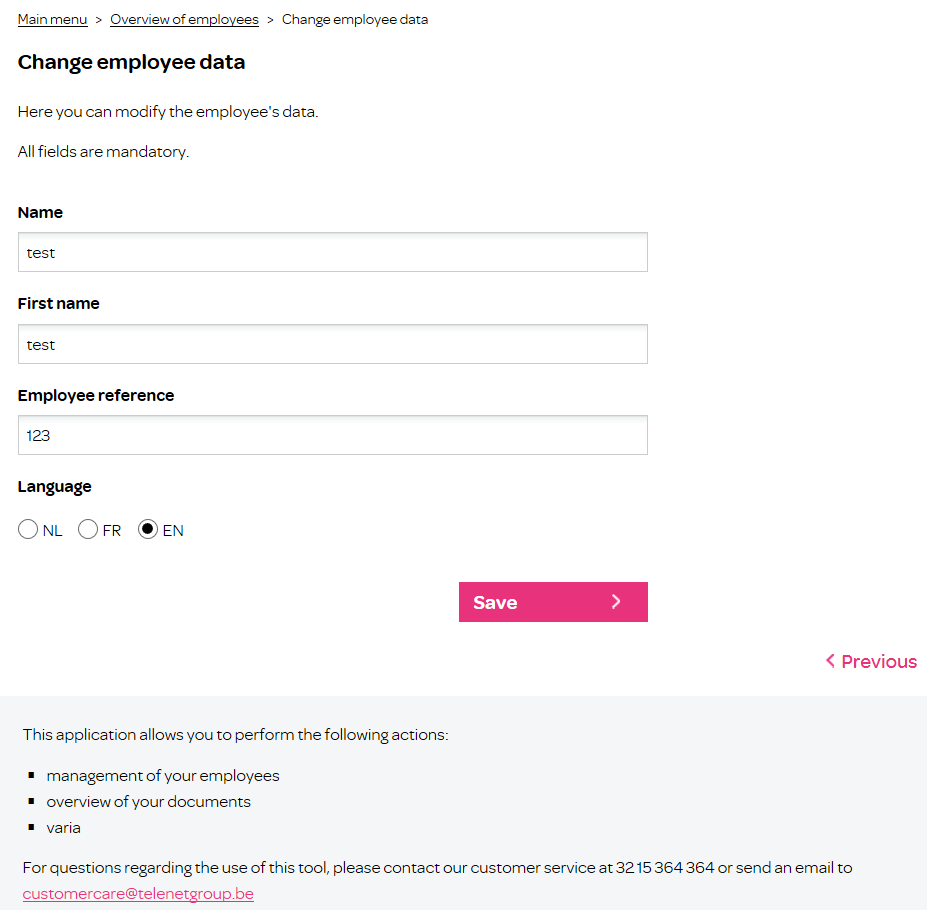 Main menu > Overview of employees > Change employee data
Change employee data
Here you can modify the employee's data.
All fields are mandatory.
Name
test
First name
test
Employee reference
123
Language
NL FR EN
Save
Previous
This application allows you to perform the following actions:
management of your employees
overview of your documents
varia
For questions regarding the use of this tool, please contact our customer service at 32 15 364 364 or send an email to
customercare@telenetgroup.be